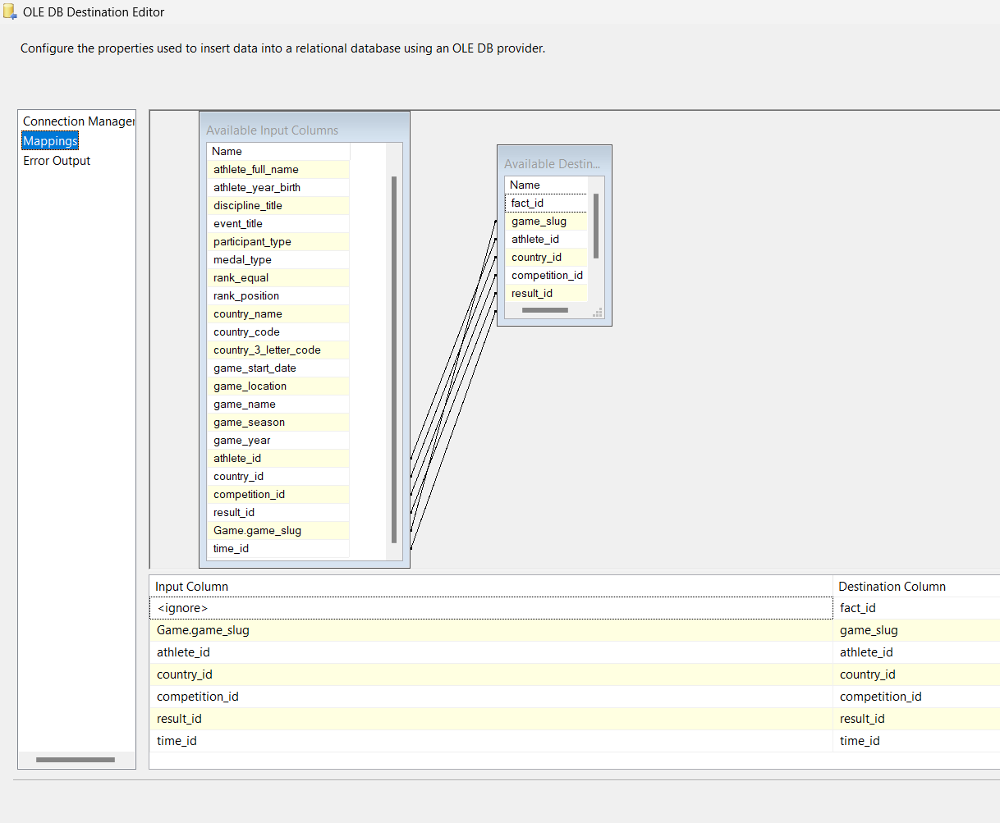 OLE DB Destination Editor
Configure the properties used to insert data into a relational database using an OLE DB provider.
Connection Manager
Mappings
Error Output
Available Input Columns
Name
athlete_full_name
athlete_year_birth
discipline_title
event_title
participant_type
medal_type
rank_equal
rank_position
country_name
country_code
country_3_letter_code
game_start_date
game_location
game_name
game_season
game_year
athlete_id
country_id
competition_id
result_id
Game.game_slug
time_id
Available Destin...
Name
fact_id
game_slug
athlete_id
country_id
competition_id
result_id
Input Column Destination Column
<ignore> fact_id
Game.game_slug game_slug
athlete_id athlete_id
country_id country_id
competition_id competition_id
result_id result_id
time_id time_id